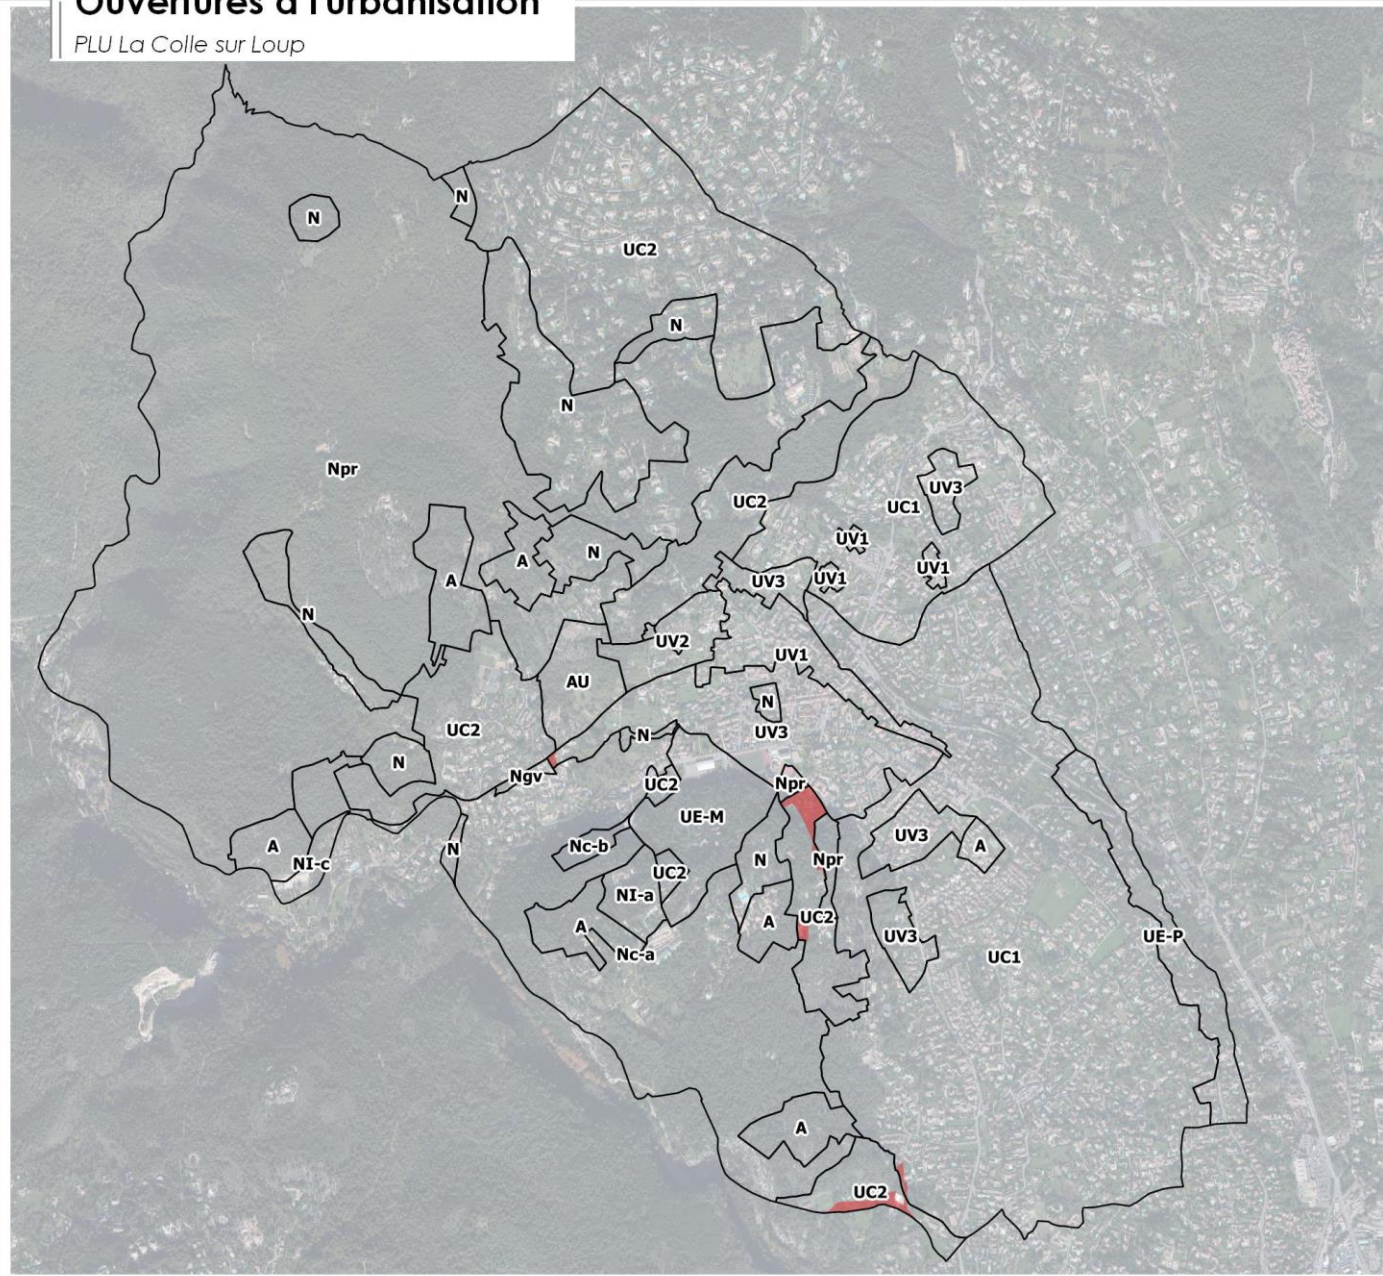 Ouvertures à l'urbanisation
PLU La Colle sur Loup
N
N
UC2
N
N
Npr
UV3
UC2
UC1
UV1
A
N
UV1
A
UV3
UV1
N
UV2
UV1
AU
N
UC2
UV3
N
N
Ngv
UC2
Npr
UE-M
UV3
A
Nc-b
A
N
NI-c
N
Npr
UC2
NI-a
UC2
A
A
UV3
UE-P
Nc-a
UC1
A
UC2